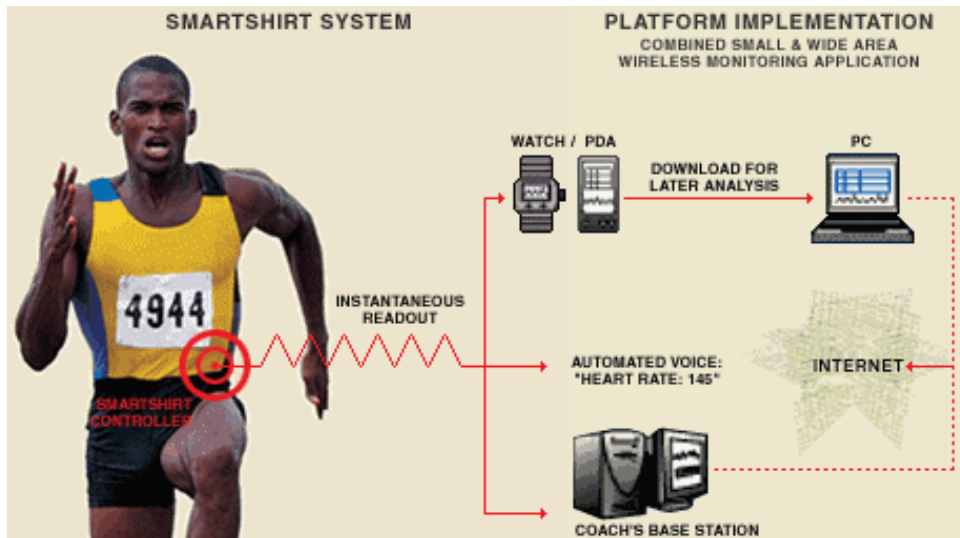 SMARTSHIRT SYSTEM
PLATFORM IMPLEMENTATION
COMBINED SMALL & WIDE AREA
WIRELESS MONITORING APPLICATION
WATCH / PDA
PC
DOWNLOAD FOR
LATER ANALYSIS
4944
INSTANTANEOUS
READOUT
AUTOMATED VOICE:
"HEART RATE: 145"
INTERNET
SMARTSHIRT
CONTROLLER
COACH'S BASE STATION